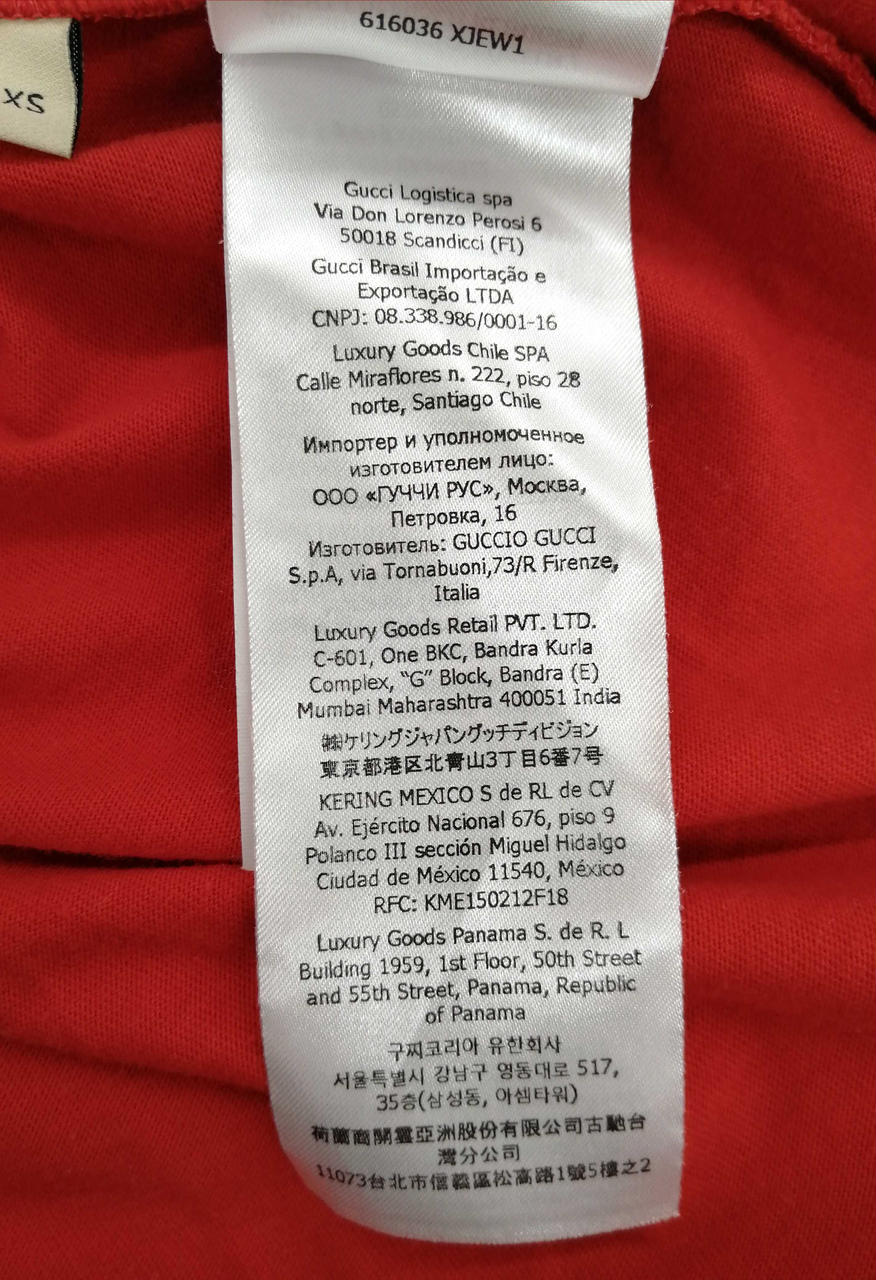 616036 XJEW1
XS
Gucci Logistica spa
Via Don Lorenzo Perosi 6
50018 Scandicci (FI)
Gucci Brasil Importação e
Exportação LTDA
CNPJ: 08.338.986/0001-16
Luxury Goods Chile SPA
Calle Miraflores n. 222, piso 28
norte, Santiago Chile
Импортер и уполномоченное
изготовителем лицо:
ООО «ГУЧЧИ РУС», Москва,
Петровка, 16
Изготовитель: GUCCIO GUCCI
S.p.A, via Tornabuoni,73/R Firenze,
Italia
Luxury Goods Retail PVT. LTD.
C-601, One BKC, Bandra Kurla
Complex, “G” Block, Bandra (E)
Mumbai Maharashtra 400051 India
㈱ケリングジャパングッチディビジョン
東京都港区北青山3丁目6番7号
KERING MEXICO S de RL de CV
Av. Ejército Nacional 676, piso 9
Polanco III sección Miguel Hidalgo
Ciudad de México 11540, México
RFC: KME150212F18
Luxury Goods Panama S. de R. L
Building 1959, 1st Floor, 50th Street
and 55th Street, Panama, Republic
of Panama
구찌코리아 유한회사
서울특별시 강남구 영동대로 517,
35층(삼성동, 아셈타워)
荷蘭商開雲亞洲股份有限公司古馳台
灣分公司
11073台北市信義區松高路1號5樓之2